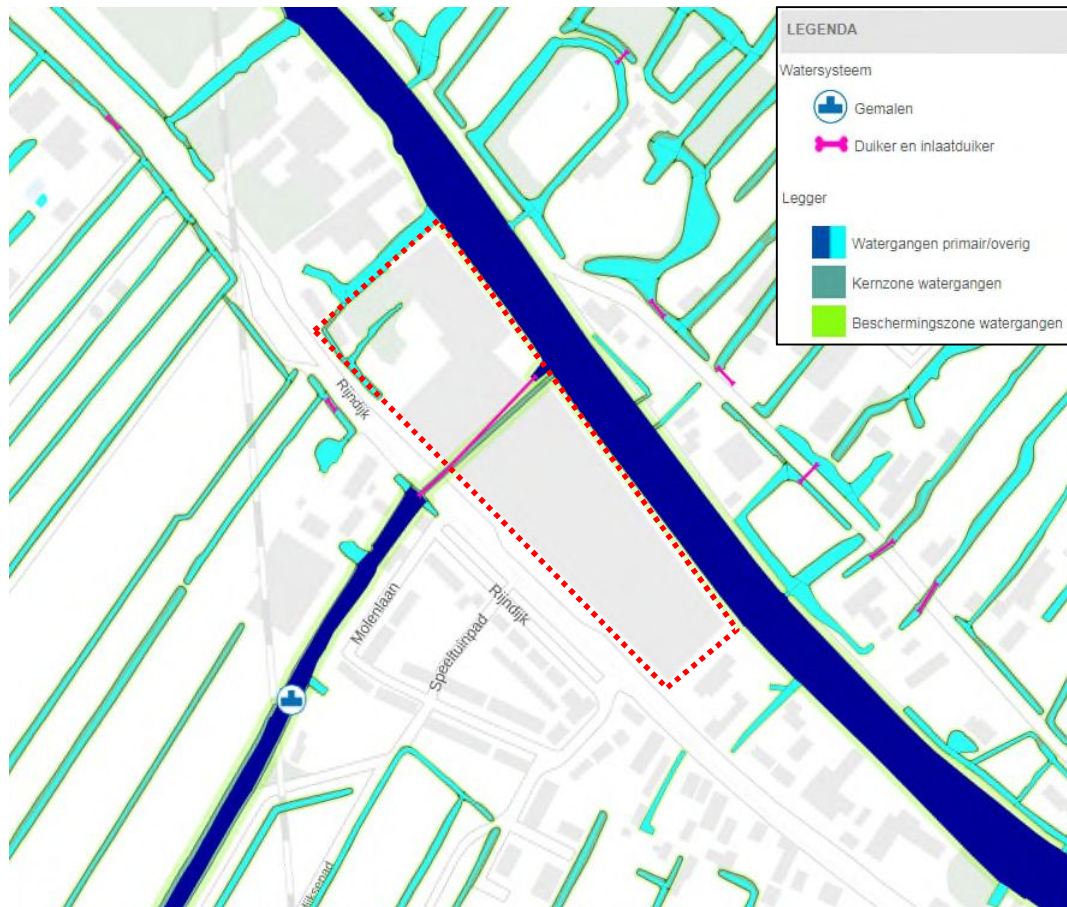 LEGENDA
Watersysteem
Gemalen
Duiker en inlaatduiker
Legger
Watergangen primair/overig
Kernzone watergangen
Beschermingszone watergangen
Rijndijk
Molenlaan
Speeltuinpad
Rijndijk